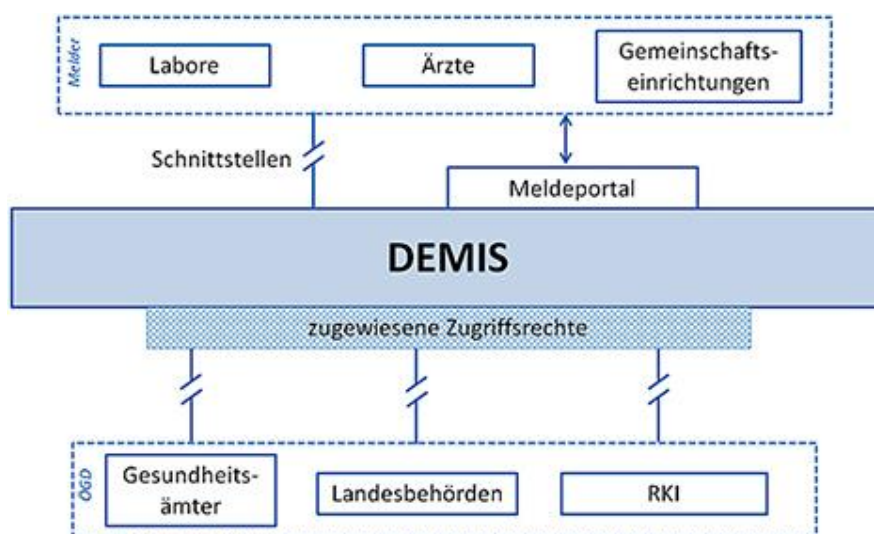 Melder
Labore
Ärzte
Gemeinschafts-
einrichtungen
Schnittstellen
Meldeportal
DEMIS
zugewiesene Zugriffsrechte
ÖGD
Gesundheits-
ämter
Landesbehörden
RKI